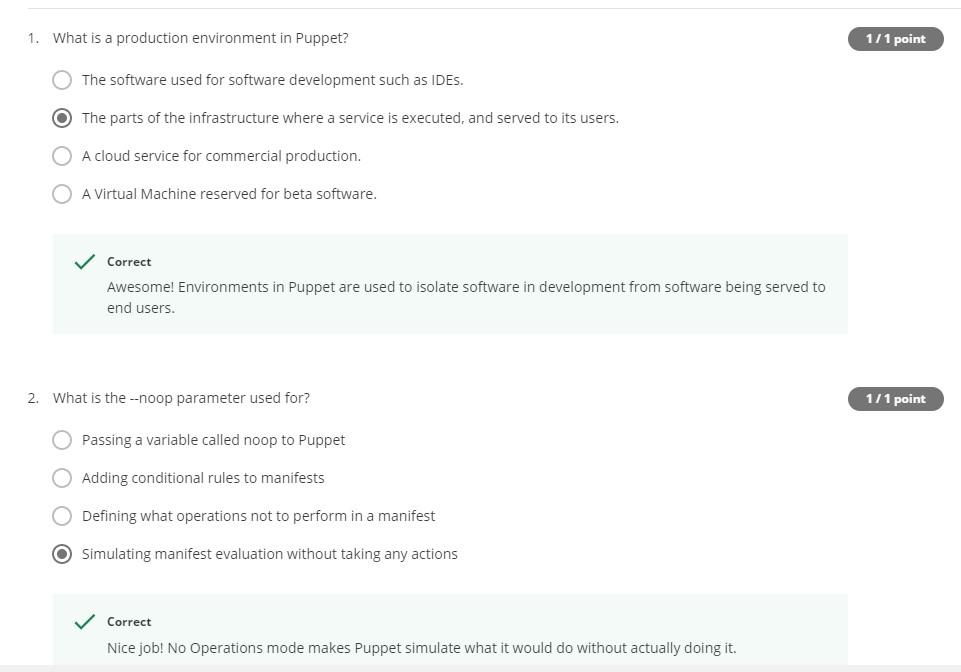 1. What is a production environment in Puppet?
1 / 1 point
The software used for software development such as IDEs.
The parts of the infrastructure where a service is executed, and served to its users.
A cloud service for commercial production.
A Virtual Machine reserved for beta software.
Correct
Awesome! Environments in Puppet are used to isolate software in development from software being served to
end users.
2. What is the --noop parameter used for?
1 / 1 point
Passing a variable called noop to Puppet
Adding conditional rules to manifests
Defining what operations not to perform in a manifest
Simulating manifest evaluation without taking any actions
Correct
Nice job! No Operations mode makes Puppet simulate what it would do without actually doing it.